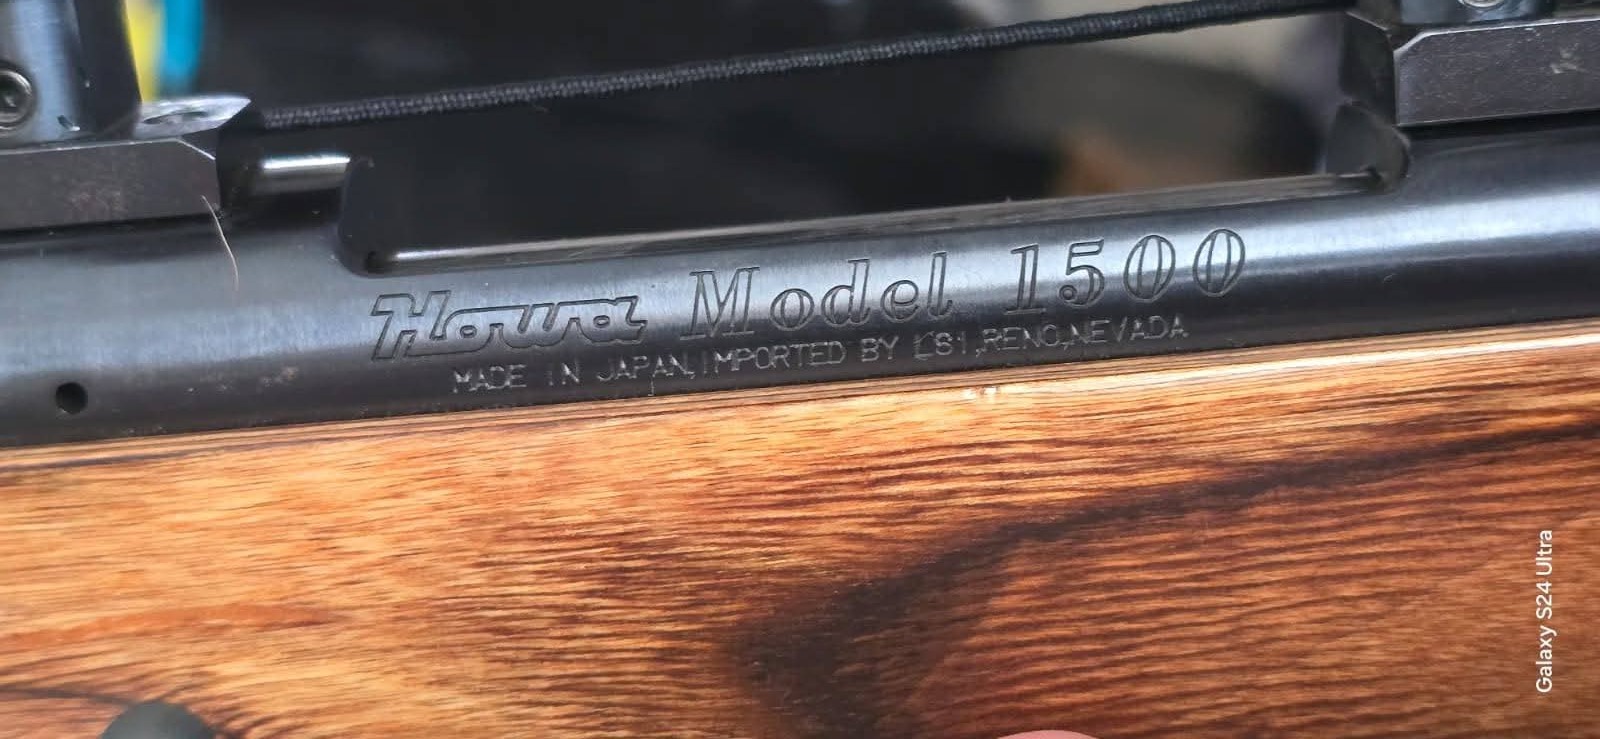 Howa Model 1500
MADE IN JAPAN, IMPORTED BY LSI, RENO, NEVADA
Galaxy S24 Ultra